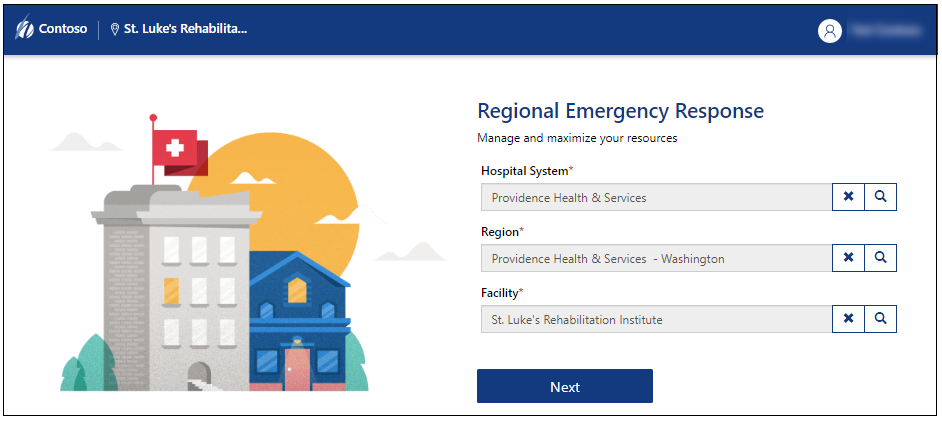 Contoso
St. Luke's Rehabilita...
Regional Emergency Response
Manage and maximize your resources
Hospital System*
Providence Health & Services
Region*
Providence Health & Services - Washington
Facility*
St. Luke's Rehabilitation Institute
Next